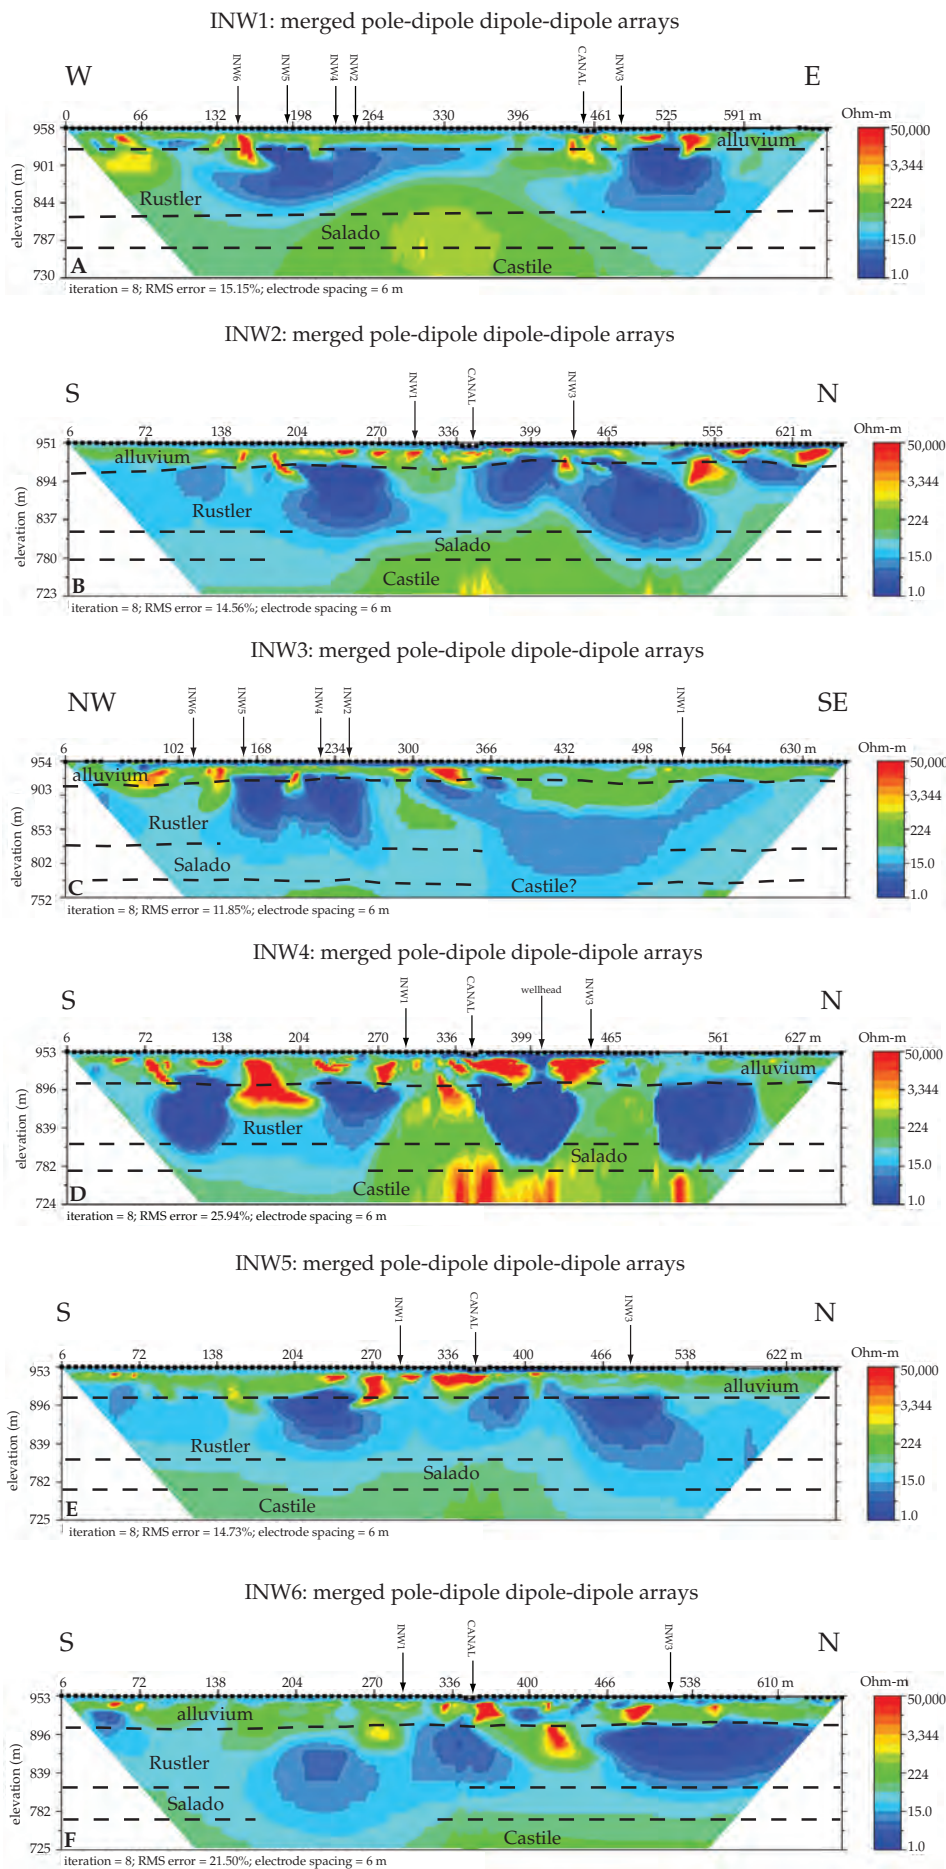 INW1: merged pole-dipole dipole-dipole arrays
INW6 INW5 INW4 INW2 CANAL INW3
W E
0 66 132 198 264 330 396 461 525 591 m Ohm-m
958 alluvium 50,000
901 3,344
Rustler
844 224
elevation (m)
Salado
787 15.0
A Castile
730 1.0
iteration = 8; RMS error = 15.15%; electrode spacing = 6 m
INW2: merged pole-dipole dipole-dipole arrays
INW1 CANAL INW3
S N
6 72 138 204 270 336 399 465 555 621 m Ohm-m
951 50,000
alluvium
894 3,344
Rustler
837 224
elevation (m)
Salado
780 15.0
B Castile
723 1.0
iteration = 8; RMS error = 14.56%; electrode spacing = 6 m
INW3: merged pole-dipole dipole-dipole arrays
INW6 INW5 INW4 INW2 INW1
NW SE
6 102 168 234 300 366 432 498 564 630 m Ohm-m
954 50,000
alluvium
903 3,344
Rustler
853 224
elevation (m)
Salado
802 15.0
C Castile?
752 1.0
iteration = 8; RMS error = 11.85%; electrode spacing = 6 m
INW4: merged pole-dipole dipole-dipole arrays
INW1 CANAL wellhead INW3
S N
6 72 138 204 270 336 399 465 561 627 m Ohm-m
953 50,000
alluvium
896 3,344
Rustler
839 224
elevation (m)
Salado
782 15.0
D Castile
724 1.0
iteration = 8; RMS error = 25.94%; electrode spacing = 6 m
INW5: merged pole-dipole dipole-dipole arrays
INW1 CANAL INW3
S N
6 72 138 204 270 336 400 466 538 622 m Ohm-m
953 50,000
alluvium
896 3,344
Rustler
839 224
elevation (m)
Salado
782 15.0
E Castile
725 1.0
iteration = 8; RMS error = 14.73%; electrode spacing = 6 m
INW6: merged pole-dipole dipole-dipole arrays
INW1 CANAL INW3
S N
6 72 138 204 270 336 400 466 538 610 m Ohm-m
953 50,000
alluvium
896 3,344
Rustler
839 224
elevation (m)
Salado
782 15.0
F Castile
725 1.0
iteration = 8; RMS error = 21.50%; electrode spacing = 6 m